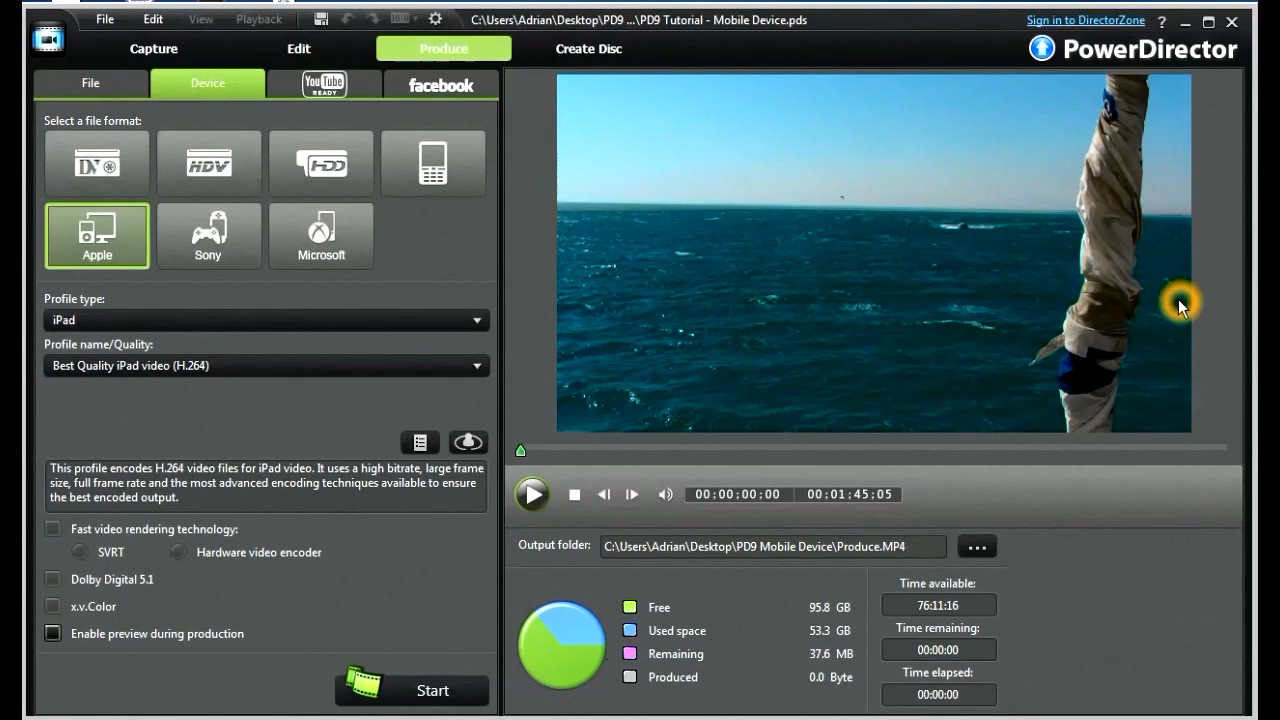 File Edit View Playback C:\Users\Adrian\Desktop\PD9 ...\PD9 Tutorial - Mobile Device.pds Sign in to DirectorZone ?
Capture Edit Produce Create Disc PowerDirector
File Device YouTube READY facebook
Select a file format:
DV HDV HDD
Apple Sony Microsoft
Profile type:
iPad
Profile name/Quality:
Best Quality iPad video (H.264)
This profile encodes H.264 video files for iPad video. It uses a high bitrate, large frame
size, full frame rate and the most advanced encoding techniques available to ensure
the best encoded output.
Fast video rendering technology:
SVRT Hardware video encoder
Dolby Digital 5.1
x.v.Color
Enable preview during production
Start
00;00;00;00 00;01;45;05
Output folder: C:\Users\Adrian\Desktop\PD9 Mobile Device\Produce.MP4 ...
Free 95.8 GB
Used space 53.3 GB
Remaining 37.6 MB
Produced 0.0 Byte
Time available:
76:11:16
Time remaining:
00:00:00
Time elapsed:
00:00:00